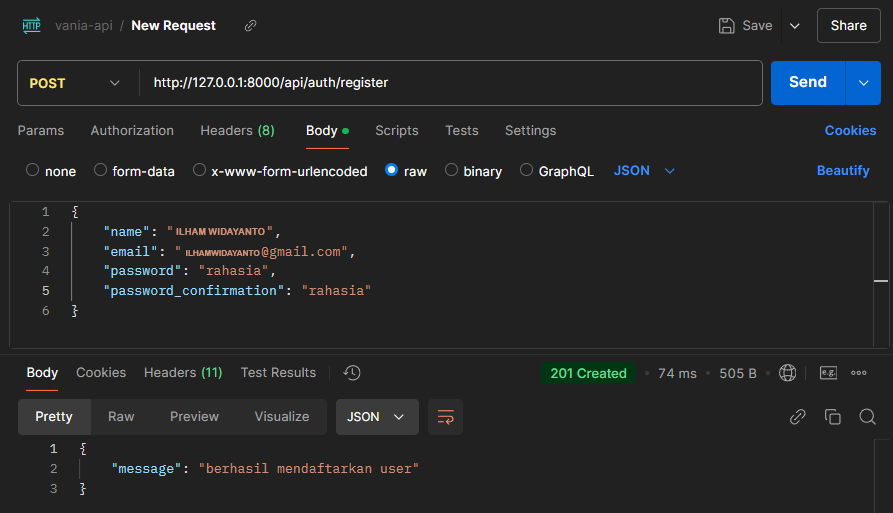 HTTP vania-api / New Request Save Share
POST http://127.0.0.1:8000/api/auth/register Send
Params Authorization Headers (8) Body Scripts Tests Settings Cookies
none form-data x-www-form-urlencoded raw binary GraphQL JSON Beautify
1 {
2 "name": "ILHAM WIDAYANTO",
3 "email": "ILHAMWIDAYANTO@gmail.com",
4 "password": "rahasia",
5 "password_confirmation": "rahasia"
6 }
Body Cookies Headers (11) Test Results 201 Created 74 ms 505 B e.g.
Pretty Raw Preview Visualize JSON
1 {
2 "message": "berhasil mendaftarkan user"
3 }